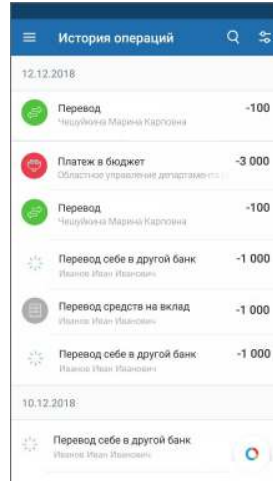 История операций
12.12.2018
Перевод
-100
Чешуйкина Марина Карповна
Платеж в бюджет
-3 000
Областное управление департамента
Перевод
-100
Чешуйкина Марина Карповна
Перевод себе в другой банк
-1 000
Иванов Иван Иванович
Перевод средств на вклад
-1 000
Иванов Иван Иванович
Перевод себе в другой банк
-1 000
Иванов Иван Иванович
10.12.2018
Перевод себе в другой банк
Иванов Иван Иванович